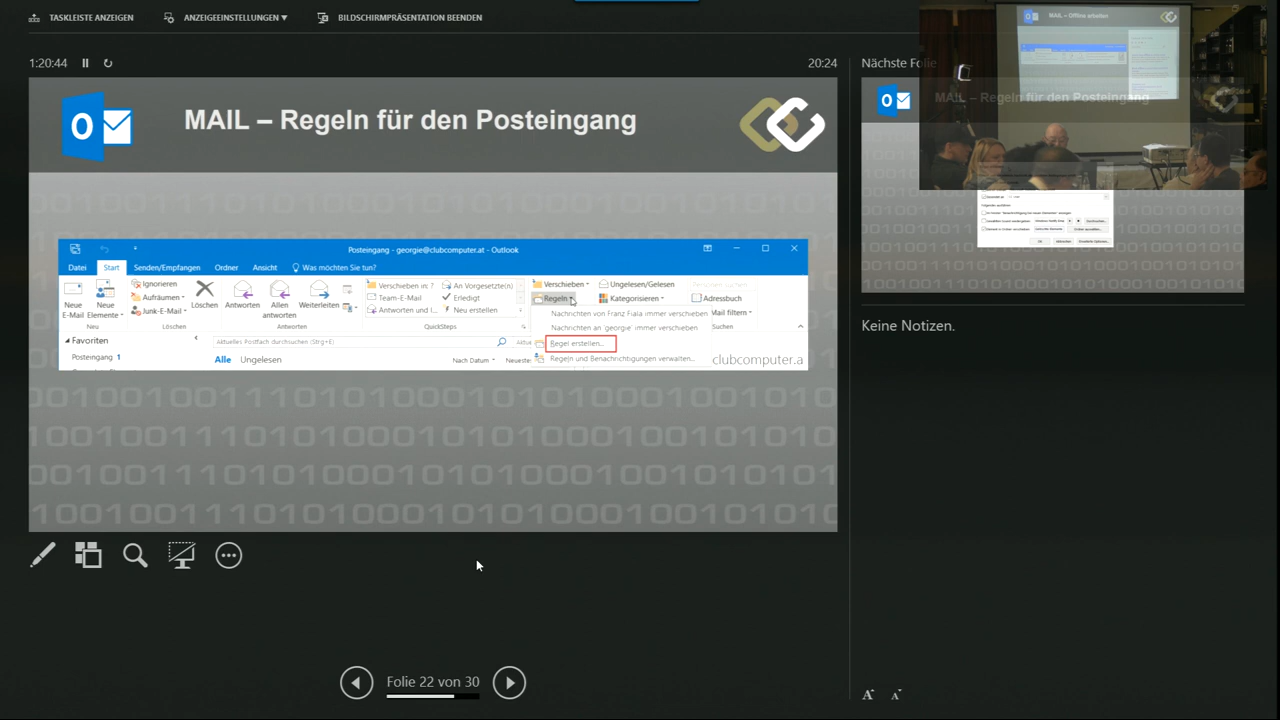 TASKLEISTE ANZEIGEN
ANZEIGEEINSTELLUNGEN ▼
BILDSCHIRMPRÄSENTATION BEENDEN
1:20:44
20:24
MAIL – Regeln für den Posteingang
Posteingang - georgie@clubcomputer.at - Outlook
Datei Start Senden/Empfangen Ordner Ansicht Was möchten Sie tun?
Neue E-Mail
Neue Elemente
Neu
Ignorieren
Aufräumen
Junk-E-Mail
Löschen
Löschen
Antworten
Allen antworten
Weiterleiten
Antworten
Verschieben in: ?
Team-E-Mail
Antworten und l...
An Vorgesetzte(n)
Erledigt
Neu erstellen
QuickSteps
Verschieben
Regeln
Nachrichten von Franz Fiala immer verschieben
Nachrichten an 'georgie' immer verschieben
Regel erstellen...
Regeln und Benachrichtigungen verwalten...
Ungelesen/Gelesen
Kategorisieren
Adressbuch
Mail filtern
Suchen
Favoriten
Posteingang 1
Aktuelles Postfach durchsuchen (Strg+E)
Alle Ungelesen
Nach Datum
clubcomputer.a
Folie 22 von 30
Nächste Folie
MAIL – Regeln für den Posteingang
MAIL – Offline arbeiten
Keine Notizen.